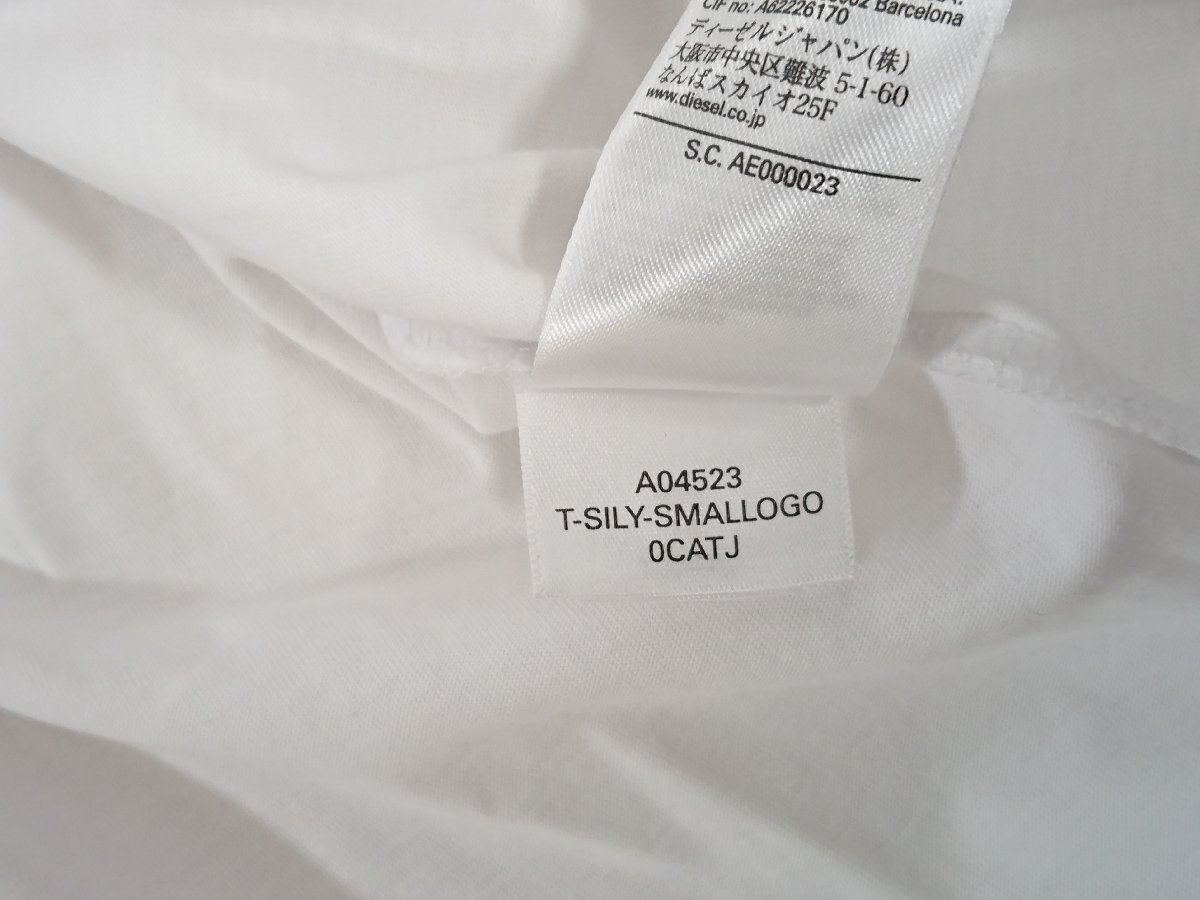 Barcelona
CIF no: A62226170
ディーゼルジャパン(株)
大阪市中央区難波 5-1-60
なんばスカイオ25F
www.diesel.co.jp
S.C. AE000023
A04523
T-SILY-SMALLOGO
0CATJ